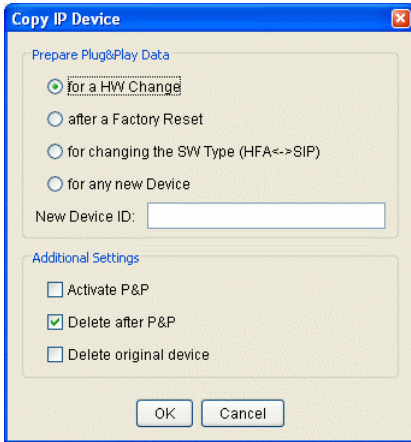 Copy IP Device
Prepare Plug&Play Data
for a HW Change
after a Factory Reset
for changing the SW Type (HFA<->SIP)
for any new Device
New Device ID:
Additional Settings
Activate P&P
Delete after P&P
Delete original device
OK Cancel